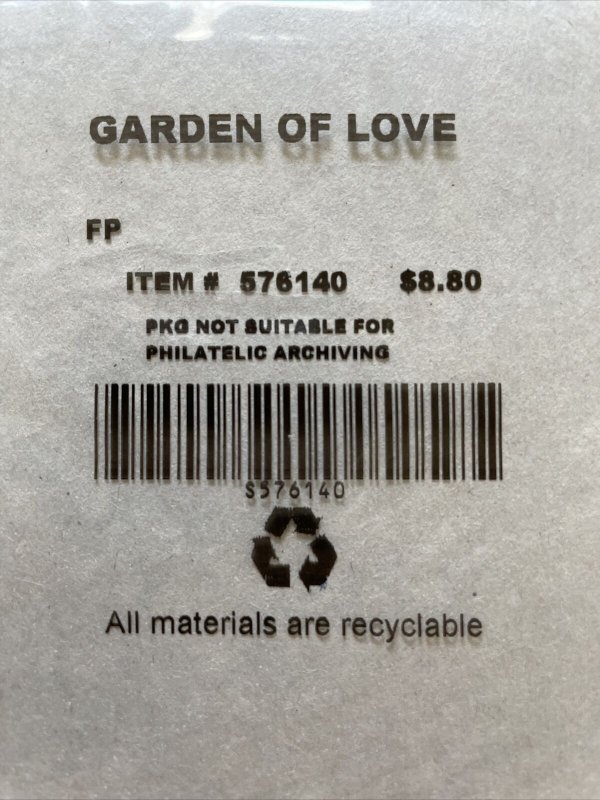 GARDEN OF LOVE
FP
ITEM # 576140 $8.80
PKG NOT SUITABLE FOR
PHILATELIC ARCHIVING
S576140
All materials are recyclable